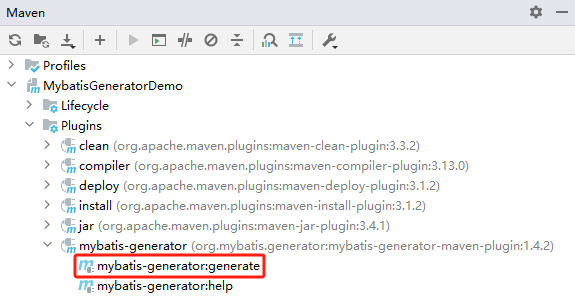 Maven
Profiles
MybatisGeneratorDemo
Lifecycle
Plugins
clean (org.apache.maven.plugins:maven-clean-plugin:3.3.2)
compiler (org.apache.maven.plugins:maven-compiler-plugin:3.13.0)
deploy (org.apache.maven.plugins:maven-deploy-plugin:3.1.2)
install (org.apache.maven.plugins:maven-install-plugin:3.1.2)
jar (org.apache.maven.plugins:maven-jar-plugin:3.4.1)
mybatis-generator (org.mybatis.generator:mybatis-generator-maven-plugin:1.4.2)
mybatis-generator:generate
mybatis-generator:help